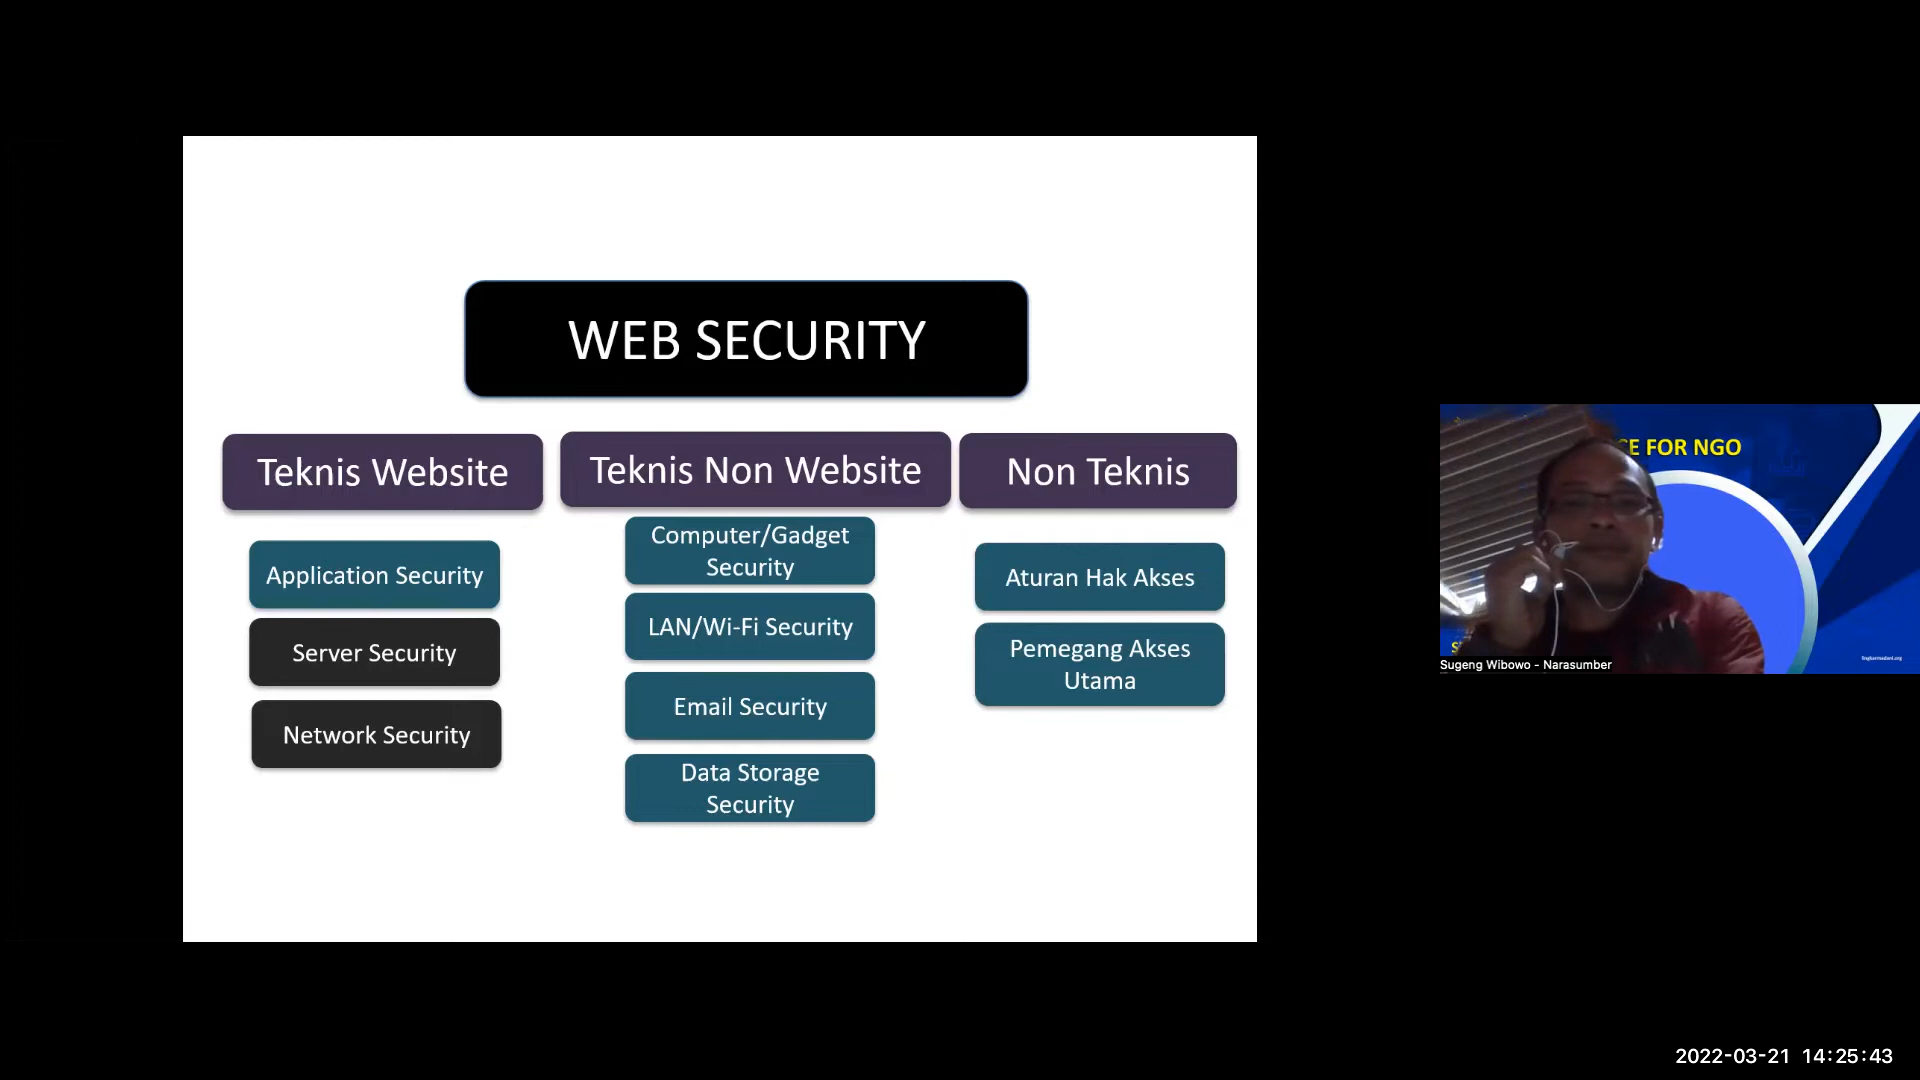 WEB SECURITY
Teknis Website
Teknis Non Website
Non Teknis
Application Security
Server Security
Network Security
Computer/Gadget
Security
LAN/Wi-Fi Security
Email Security
Data Storage
Security
Aturan Hak Akses
Pemegang Akses
Utama
FOR NGO
Sugeng Wibowo - Narasumber
2022-03-21 14:25:43